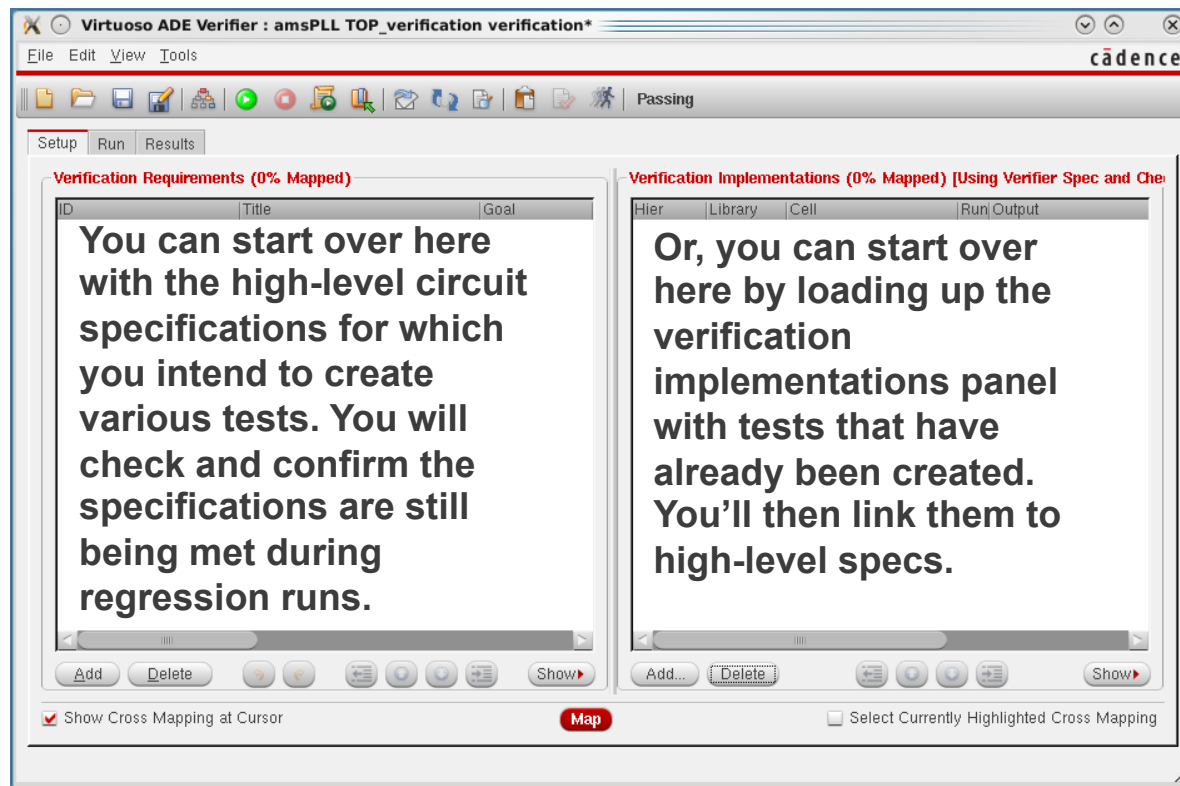 Virtuoso ADE Verifier : amsPLL TOP_verification verification*
File Edit View Tools
cādence
Passing
Setup Run Results
Verification Requirements (0% Mapped)
Verification Implementations (0% Mapped) [Using Verifier Spec and Che
ID Title Goal
Hier Library Cell Run Output
You can start over here
with the high-level circuit
specifications for which
you intend to create
various tests. You will
check and confirm the
specifications are still
being met during
regression runs.
Or, you can start over
here by loading up the
verification
implementations panel
with tests that have
already been created.
You’ll then link them to
high-level specs.
Add Delete Show
Add... Delete Show
Show Cross Mapping at Cursor
Map
Select Currently Highlighted Cross Mapping